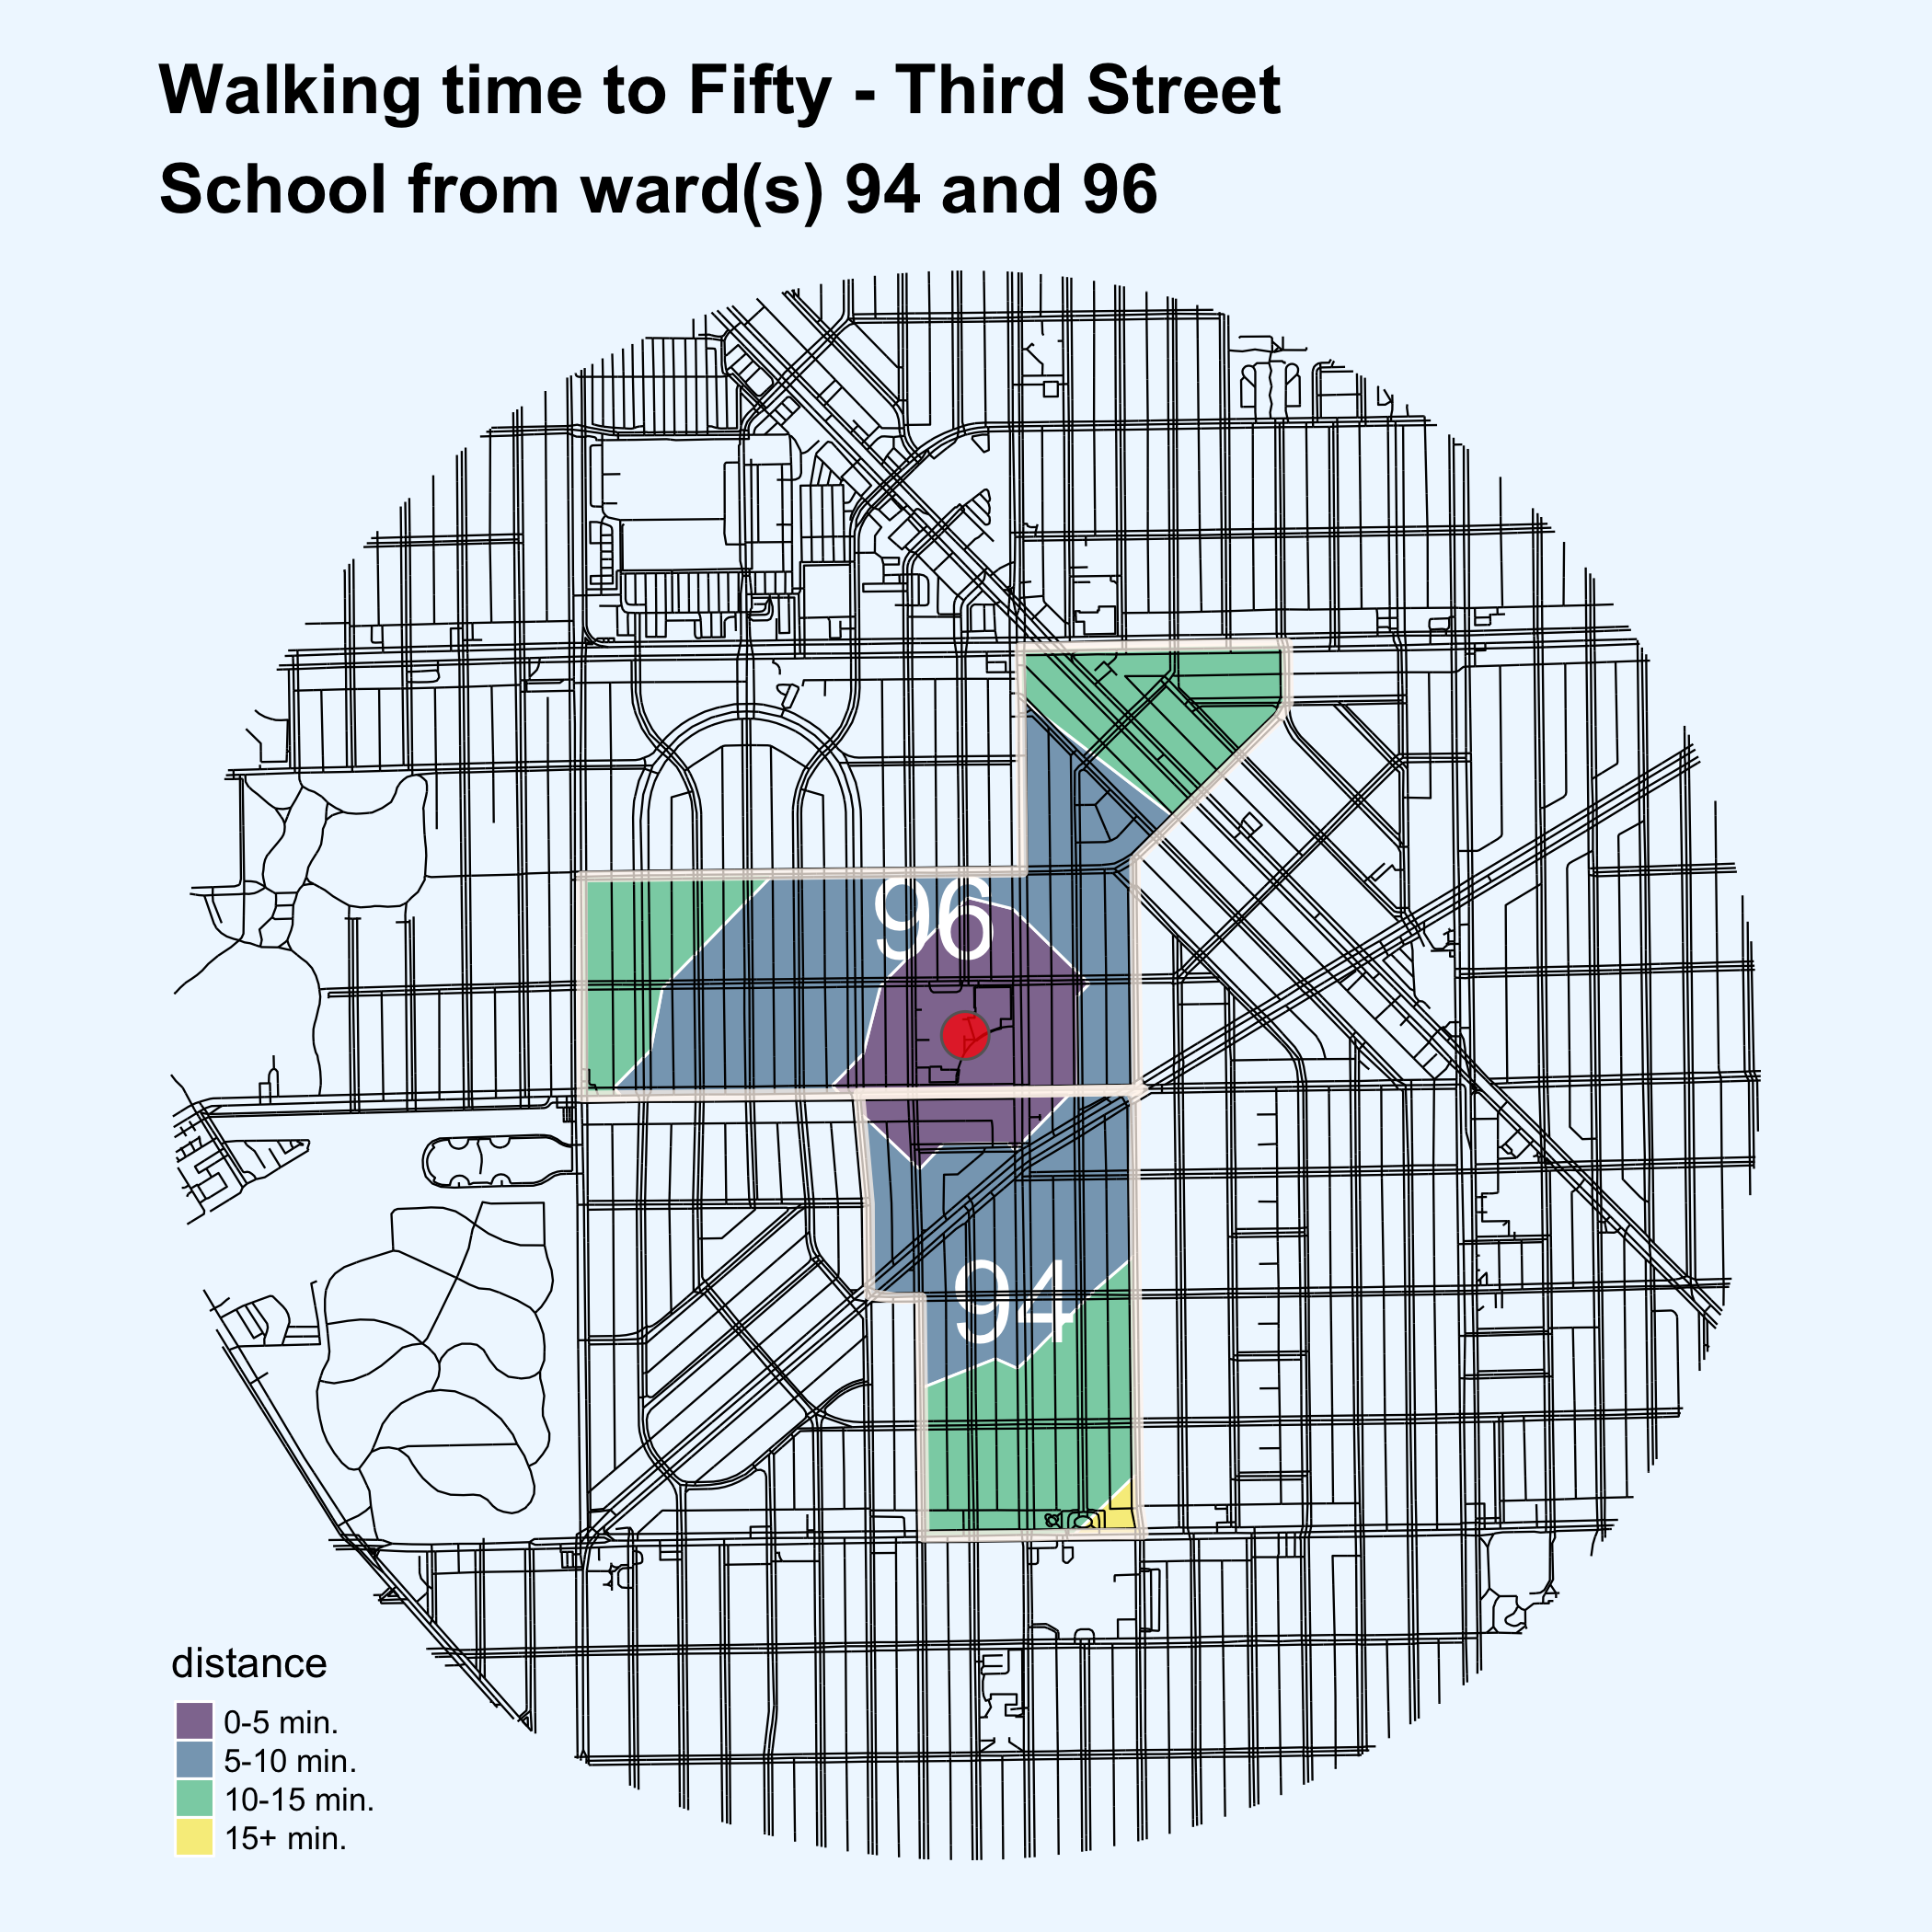 Walking time to Fifty - Third Street
School from ward(s) 94 and 96
96
94
distance
0-5 min.
5-10 min.
10-15 min.
15+ min.